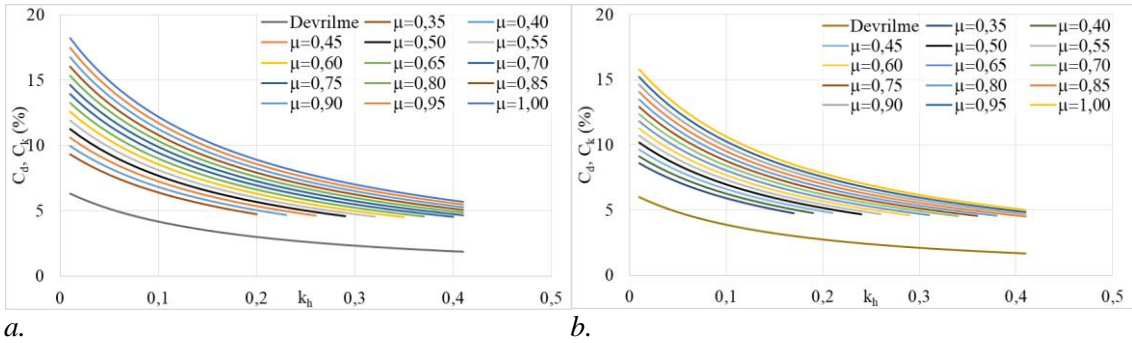 Devrilme μ=0,35 μ=0,40
μ=0,45 μ=0,50 μ=0,55
μ=0,60 μ=0,65 μ=0,70
μ=0,75 μ=0,80 μ=0,85
μ=0,90 μ=0,95 μ=1,00
20
15
10
5
0
C_d, C_k (%)
0 0,1 0,2 0,3 0,4 0,5
k_h
a.
Devrilme μ=0,35 μ=0,40
μ=0,45 μ=0,50 μ=0,55
μ=0,60 μ=0,65 μ=0,70
μ=0,75 μ=0,80 μ=0,85
μ=0,90 μ=0,95 μ=1,00
20
15
10
5
0
C_d, C_k (%)
0 0,1 0,2 0,3 0,4 0,5
k_h
b.